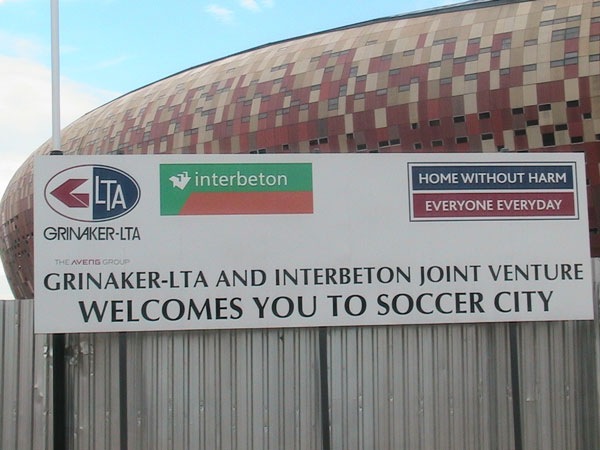 LTA
GRINAKER-LTA
interbeton
HOME WITHOUT HARM
EVERYONE EVERYDAY
THE AVENG GROUP
GRINAKER-LTA AND INTERBETON JOINT VENTURE
WELCOMES YOU TO SOCCER CITY